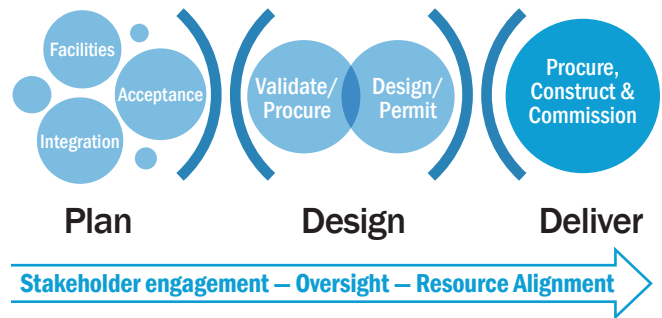 Facilities
Acceptance
Integration
Validate/
Procure
Design/
Permit
Procure,
Construct &
Commission
Plan
Design
Deliver
Stakeholder engagement — Oversight — Resource Alignment